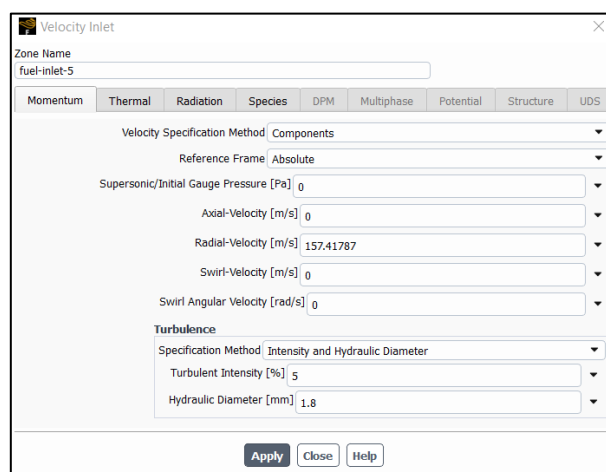 Velocity Inlet
Zone Name
fuel-inlet-5
Momentum Thermal Radiation Species DPM Multiphase Potential Structure UDS
Velocity Specification Method Components
Reference Frame Absolute
Supersonic/Initial Gauge Pressure [Pa] 0
Axial-Velocity [m/s] 0
Radial-Velocity [m/s] 157.41787
Swirl-Velocity [m/s] 0
Swirl Angular Velocity [rad/s] 0
Turbulence
Specification Method Intensity and Hydraulic Diameter
Turbulent Intensity [%] 5
Hydraulic Diameter [mm] 1.8
Apply Close Help